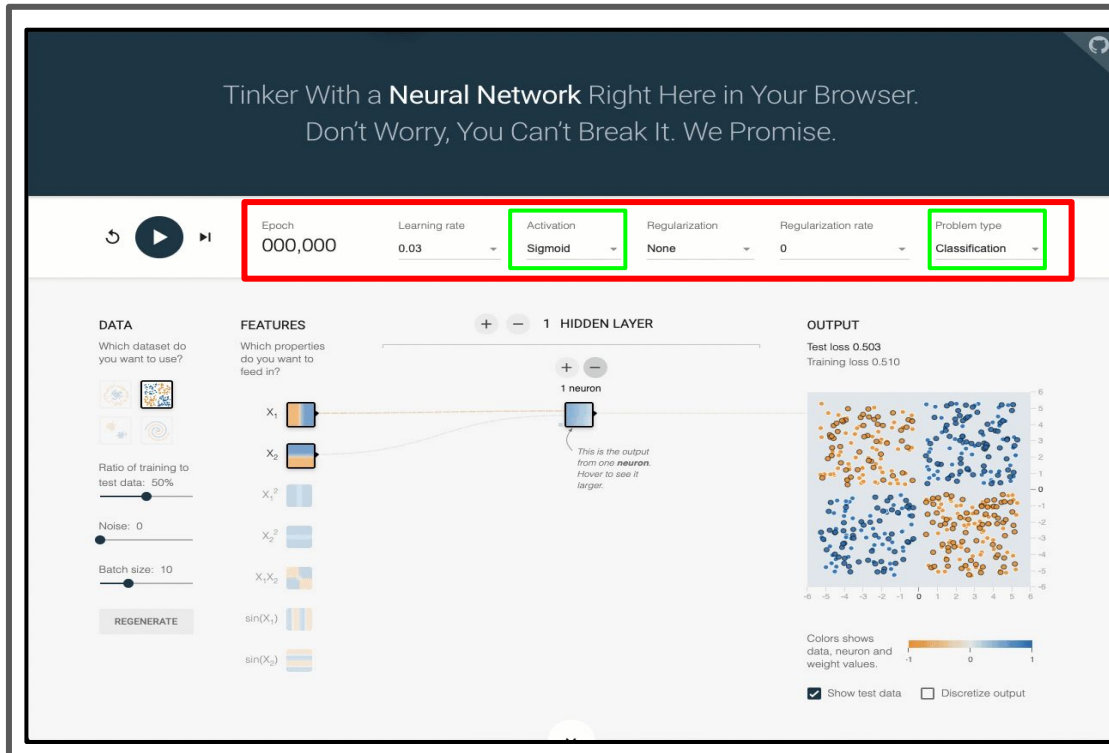 Tinker With a Neural Network Right Here in Your Browser.
Don't Worry, You Can't Break It. We Promise.
Epoch
000,000
Learning rate
0.03
Activation
Sigmoid
Regularization
None
Regularization rate
0
Problem type
Classification
DATA
Which dataset do
you want to use?
Ratio of training to
test data: 50%
Noise: 0
Batch size: 10
REGENERATE
FEATURES
Which properties
do you want to
feed in?
X₁
X₂
X₁²
X₂²
X₁X₂
sin(X₁)
sin(X₂)
+ − 1 HIDDEN LAYER
+ −
1 neuron
This is the output
from one neuron.
Hover to see it
larger.
OUTPUT
Test loss 0.503
Training loss 0.510
6
5
4
3
2
1
0
-1
-2
-3
-4
-5
-6
-6 -5 -4 -3 -2 -1 0 1 2 3 4 5 6
Colors shows
data, neuron and
weight values.
-1 0 1
Show test data
Discretize output